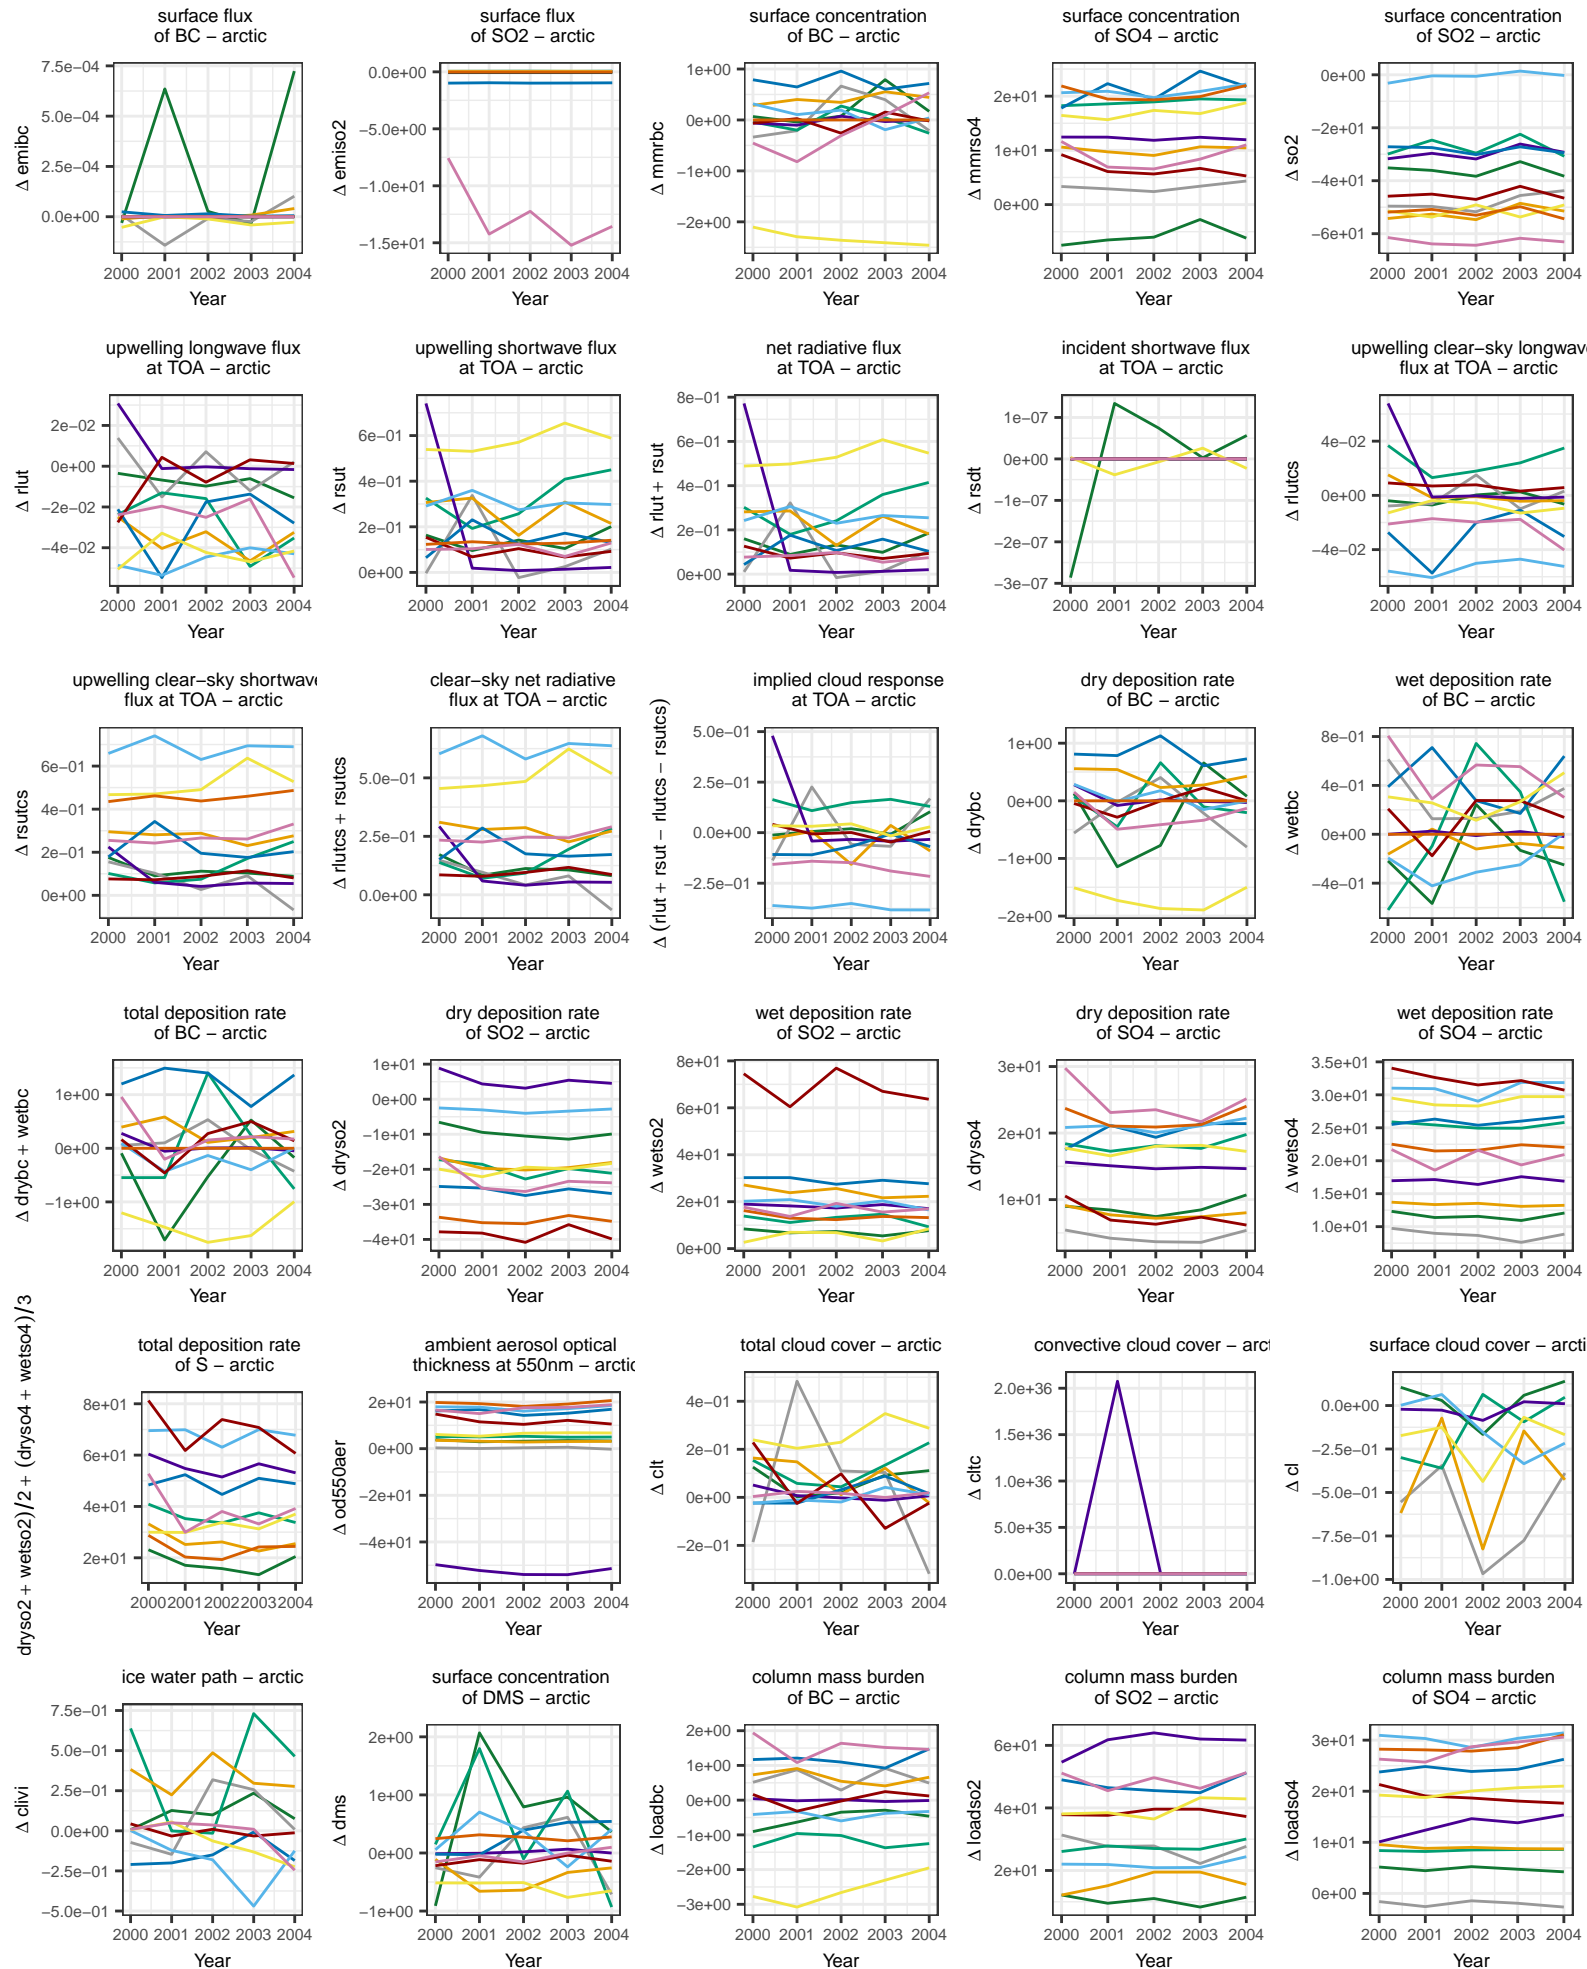 surface flux
of BC − arctic
Δ emibc
7.5e−04
5.0e−04
2.5e−04
0.0e+00
2000 2001 2002 2003 2004
Year
surface flux
of SO2 − arctic
Δ emiso2
0.0e+00
−5.0e+00
−1.0e+01
−1.5e+01
2000 2001 2002 2003 2004
Year
surface concentration
of BC − arctic
Δ mmrbc
1e+00
0e+00
−1e+00
−2e+00
2000 2001 2002 2003 2004
Year
surface concentration
of SO4 − arctic
Δ mmrso4
2e+01
1e+01
0e+00
2000 2001 2002 2003 2004
Year
surface concentration
of SO2 − arctic
Δ so2
0e+00
−2e+01
−4e+01
−6e+01
2000 2001 2002 2003 2004
Year
upwelling longwave flux
at TOA − arctic
Δ rlut
2e−02
0e+00
−2e−02
−4e−02
2000 2001 2002 2003 2004
Year
upwelling shortwave flux
at TOA − arctic
Δ rsut
6e−01
4e−01
2e−01
0e+00
2000 2001 2002 2003 2004
Year
net radiative flux
at TOA − arctic
Δ rlut + rsut
8e−01
6e−01
4e−01
2e−01
0e+00
2000 2001 2002 2003 2004
Year
incident shortwave flux
at TOA − arctic
Δ rsdt
1e−07
0e+00
−1e−07
−2e−07
−3e−07
2000 2001 2002 2003 2004
Year
upwelling clear−sky longwave
flux at TOA − arctic
Δ rlutcs
4e−02
0e+00
−4e−02
2000 2001 2002 2003 2004
Year
upwelling clear−sky shortwave
flux at TOA − arctic
Δ rsutcs
6e−01
4e−01
2e−01
0e+00
2000 2001 2002 2003 2004
Year
clear−sky net radiative
flux at TOA − arctic
Δ rlutcs + rsutcs
5.0e−01
2.5e−01
0.0e+00
2000 2001 2002 2003 2004
Year
implied cloud response
at TOA − arctic
Δ (rlut + rsut − rlutcs − rsutcs)
5.0e−01
2.5e−01
0.0e+00
−2.5e−01
2000 2001 2002 2003 2004
Year
dry deposition rate
of BC − arctic
Δ drybc
1e+00
0e+00
−1e+00
−2e+00
2000 2001 2002 2003 2004
Year
wet deposition rate
of BC − arctic
Δ wetbc
8e−01
4e−01
0e+00
−4e−01
2000 2001 2002 2003 2004
Year
total deposition rate
of BC − arctic
Δ drybc + wetbc
1e+00
0e+00
−1e+00
2000 2001 2002 2003 2004
Year
dry deposition rate
of SO2 − arctic
Δ dryso2
1e+01
0e+00
−1e+01
−2e+01
−3e+01
−4e+01
2000 2001 2002 2003 2004
Year
wet deposition rate
of SO2 − arctic
Δ wetso2
8e+01
6e+01
4e+01
2e+01
0e+00
2000 2001 2002 2003 2004
Year
dry deposition rate
of SO4 − arctic
Δ dryso4
3e+01
2e+01
1e+01
2000 2001 2002 2003 2004
Year
wet deposition rate
of SO4 − arctic
Δ wetso4
3.5e+01
3.0e+01
2.5e+01
2.0e+01
1.5e+01
1.0e+01
2000 2001 2002 2003 2004
Year
total deposition rate
of S − arctic
dryso2 + wetso2)/2 + (dryso4 + wetso4)/3
8e+01
6e+01
4e+01
2e+01
2000 2001 2002 2003 2004
Year
ambient aerosol optical
thickness at 550nm − arctic
Δ od550aer
2e+01
0e+00
−2e+01
−4e+01
2000 2001 2002 2003 2004
Year
total cloud cover − arctic
Δ clt
4e−01
2e−01
0e+00
−2e−01
2000 2001 2002 2003 2004
Year
convective cloud cover − arct
Δ cltc
2.0e+36
1.5e+36
1.0e+36
5.0e+35
0.0e+00
2000 2001 2002 2003 2004
Year
surface cloud cover − arcti
Δ cl
0.0e+00
−2.5e−01
−5.0e−01
−7.5e−01
−1.0e+00
2000 2001 2002 2003 2004
Year
ice water path − arctic
Δ clivi
7.5e−01
5.0e−01
2.5e−01
0.0e+00
−2.5e−01
−5.0e−01
2000 2001 2002 2003 2004
Year
surface concentration
of DMS − arctic
Δ dms
2e+00
1e+00
0e+00
−1e+00
2000 2001 2002 2003 2004
Year
column mass burden
of BC − arctic
Δ loadbc
2e+00
1e+00
0e+00
−1e+00
−2e+00
−3e+00
2000 2001 2002 2003 2004
Year
column mass burden
of SO2 − arctic
Δ loadso2
6e+01
4e+01
2e+01
2000 2001 2002 2003 2004
Year
column mass burden
of SO4 − arctic
Δ loadso4
3e+01
2e+01
1e+01
0e+00
2000 2001 2002 2003 2004
Year